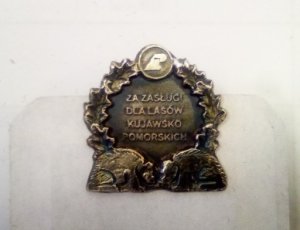 ZA ZASŁUGI
DLA LASÓW
KUJAWSKO
POMORSKICH